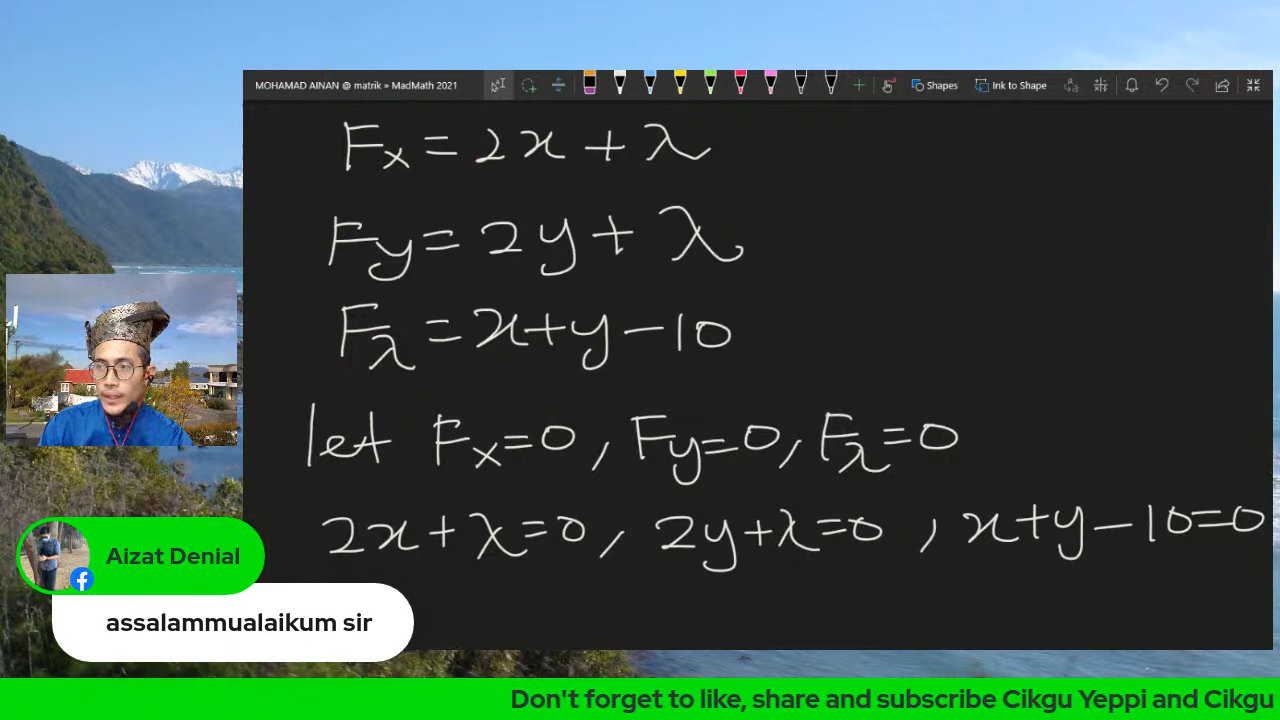 MOHAMAD AINAN @ matrik » MadMath 2021
Shapes
Ink to Shape
Fx = 2x + λ
Fy = 2y + λ
Fλ = x+y-10
let Fx=0, Fy=0, Fλ=0
2x+λ=0, 2y+λ=0, x+y-10=0
Aizat Denial
assalammualaikum sir
Don't forget to like, share and subscribe Cikgu Yeppi and Cikgu